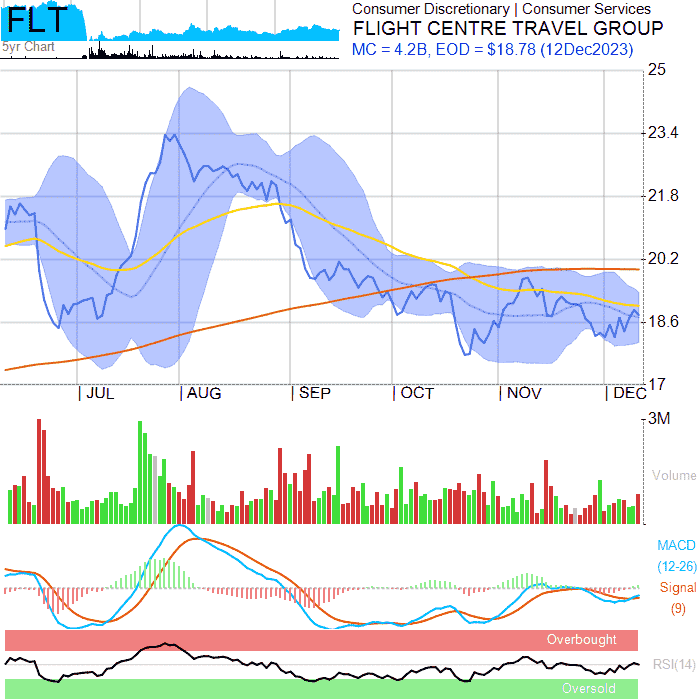 FLT
5yr Chart
Consumer Discretionary | Consumer Services
FLIGHT CENTRE TRAVEL GROUP
MC = 4.2B, EOD = $18.78 (12Dec2023)
25
23.4
21.8
20.2
18.6
17
JUL
AUG
SEP
OCT
NOV
DEC
3M
Volume
MACD
(12-26)
Signal
(9)
Overbought
RSI(14)
Oversold